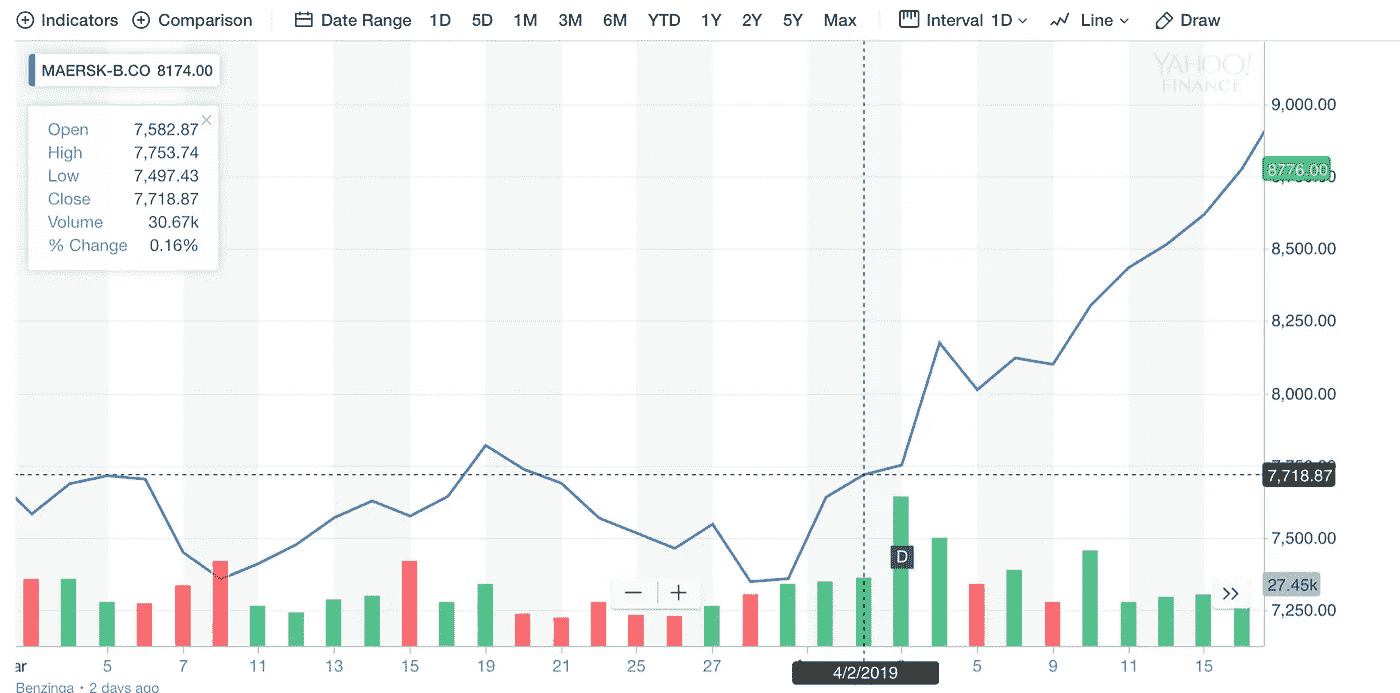 Indicators Comparison Date Range 1D 5D 1M 3M 6M YTD 1Y 2Y 5Y Max Interval 1D Line Draw
MAERSK-B.CO 8174.00
YAHOO!
FINANCE
Open 7,582.87
High 7,753.74
Low 7,497.43
Close 7,718.87
Volume 30.67k
% Change 0.16%
9,000.00
8776.00
8,500.00
8,250.00
8,000.00
7,718.87
7,500.00
D
27.45k
7,250.00
ar 5 7 11 13 15 19 21 25 27 5 9 11 15
4/2/2019
Benzinga • 2 days ago